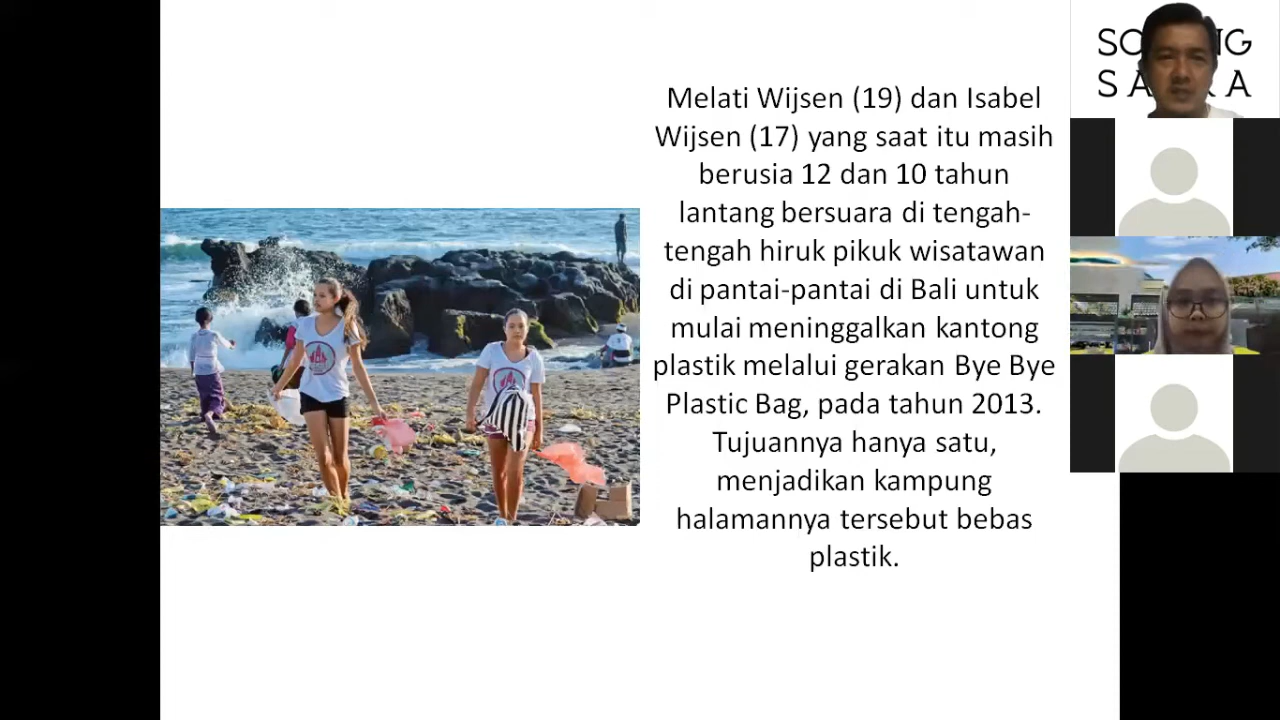 Melati Wijsen (19) dan Isabel
Wijsen (17) yang saat itu masih
berusia 12 dan 10 tahun
lantang bersuara di tengah-
tengah hiruk pikuk wisatawan
di pantai-pantai di Bali untuk
mulai meninggalkan kantong
plastik melalui gerakan Bye Bye
Plastic Bag, pada tahun 2013.
Tujuannya hanya satu,
menjadikan kampung
halamannya tersebut bebas
plastik.